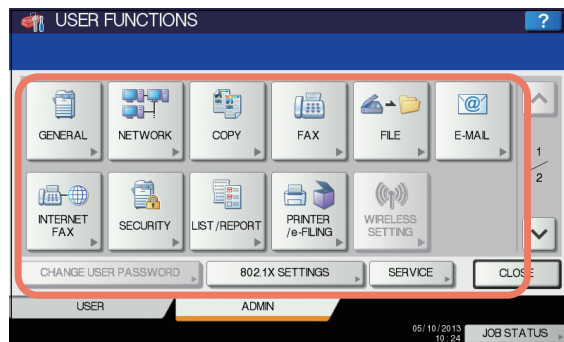 USER FUNCTIONS
?
GENERAL NETWORK COPY FAX FILE E-MAIL
1
2
INTERNET FAX SECURITY LIST/REPORT PRINTER /e-FILING WIRELESS SETTING
CHANGE USER PASSWORD 802.1X SETTINGS SERVICE CLOSE
USER ADMIN
05/10/2013
10:24
JOB STATUS